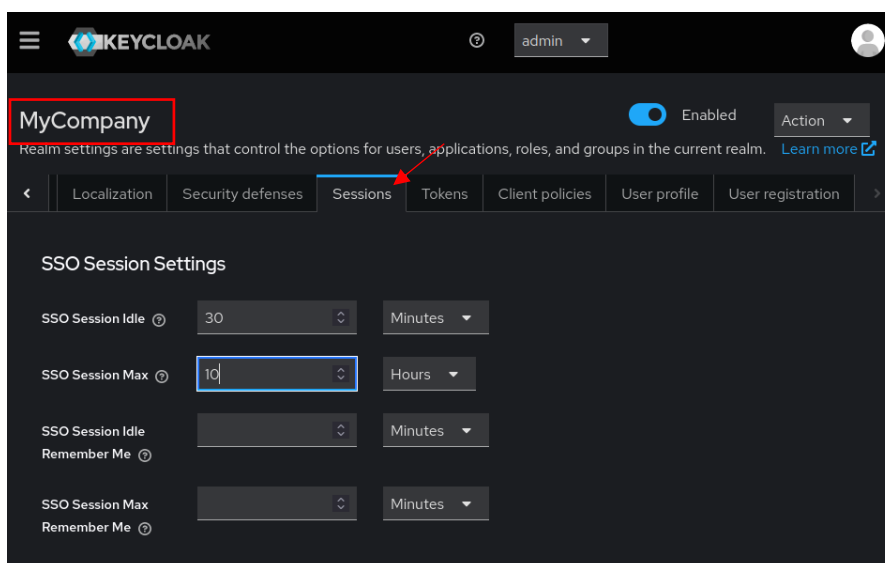 KEYCLOAK
admin
MyCompany
Enabled
Action
Realm settings are settings that control the options for users, applications, roles, and groups in the current realm. Learn more
Localization
Security defenses
Sessions
Tokens
Client policies
User profile
User registration
SSO Session Settings
SSO Session Idle
30
Minutes
SSO Session Max
10
Hours
SSO Session Idle
Remember Me
Minutes
SSO Session Max
Remember Me
Minutes